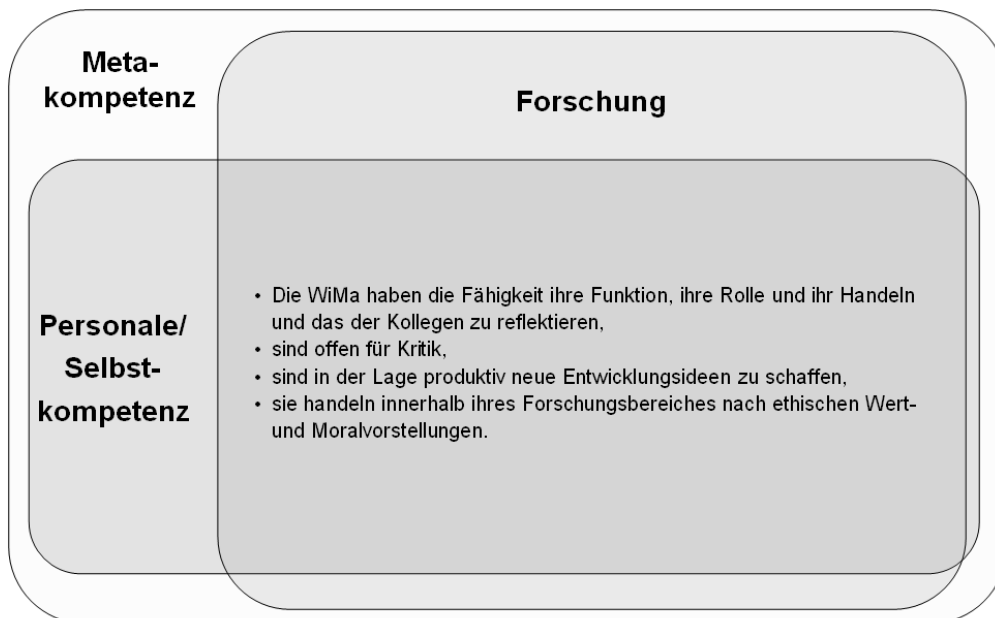 Meta-
kompetenz
Forschung
Personale/
Selbst-
kompetenz
• Die WiMa haben die Fähigkeit ihre Funktion, ihre Rolle und ihr Handeln
und das der Kollegen zu reflektieren,
• sind offen für Kritik,
• sind in der Lage produktiv neue Entwicklungsideen zu schaffen,
• sie handeln innerhalb ihres Forschungsbereiches nach ethischen Wert-
und Moralvorstellungen.